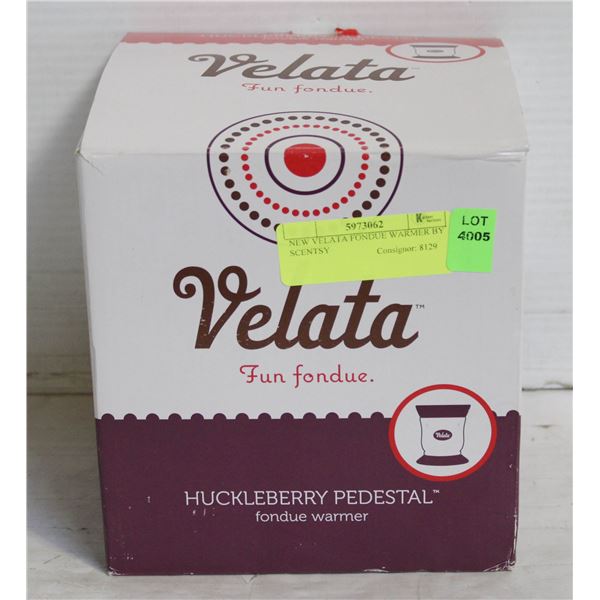 Velata™
Fun fondue.
5973062
NEW VELATA FONDUE WARMER BY
SCENTSY Consignor: 8129
LOT
4005
Velata™
Fun fondue.
Velata
HUCKLEBERRY PEDESTAL™
fondue warmer